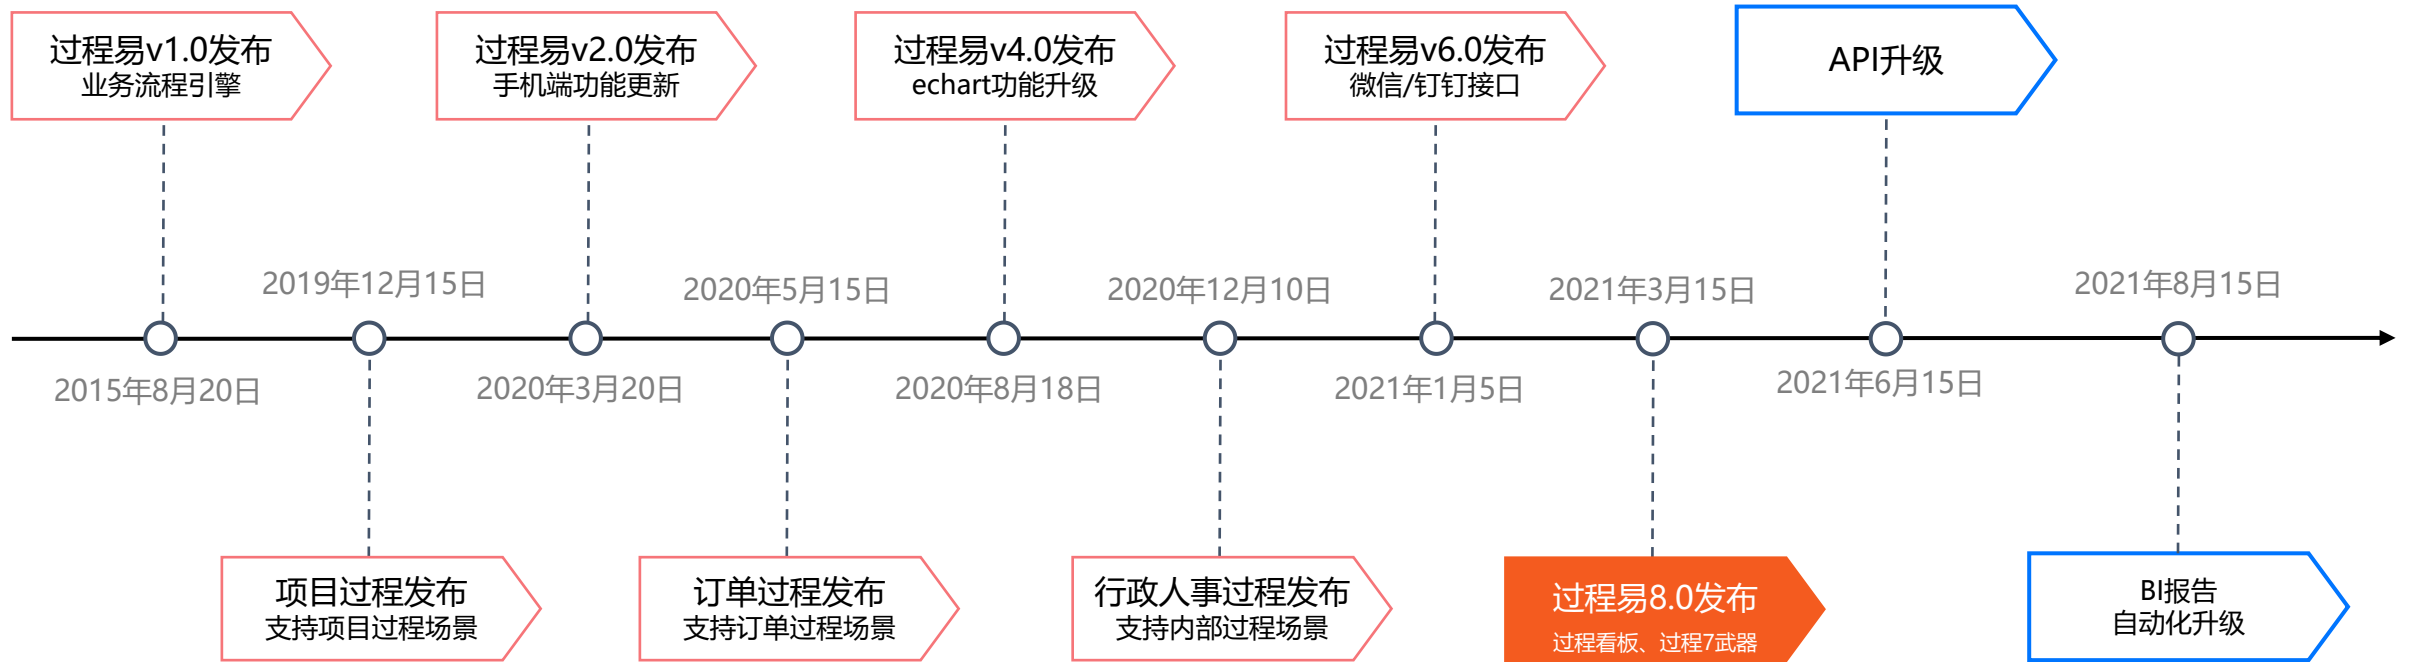 过程易v1.0发布
业务流程引擎
过程易v2.0发布
手机端功能更新
过程易v4.0发布
echart功能升级
过程易v6.0发布
微信/钉钉接口
API升级
2019年12月15日
2020年5月15日
2020年12月10日
2021年3月15日
2021年8月15日
2015年8月20日
2020年3月20日
2020年8月18日
2021年1月5日
2021年6月15日
项目过程发布
支持项目过程场景
订单过程发布
支持订单过程场景
行政人事过程发布
支持内部过程场景
过程易8.0发布
过程看板、过程7武器
BI报告
自动化升级